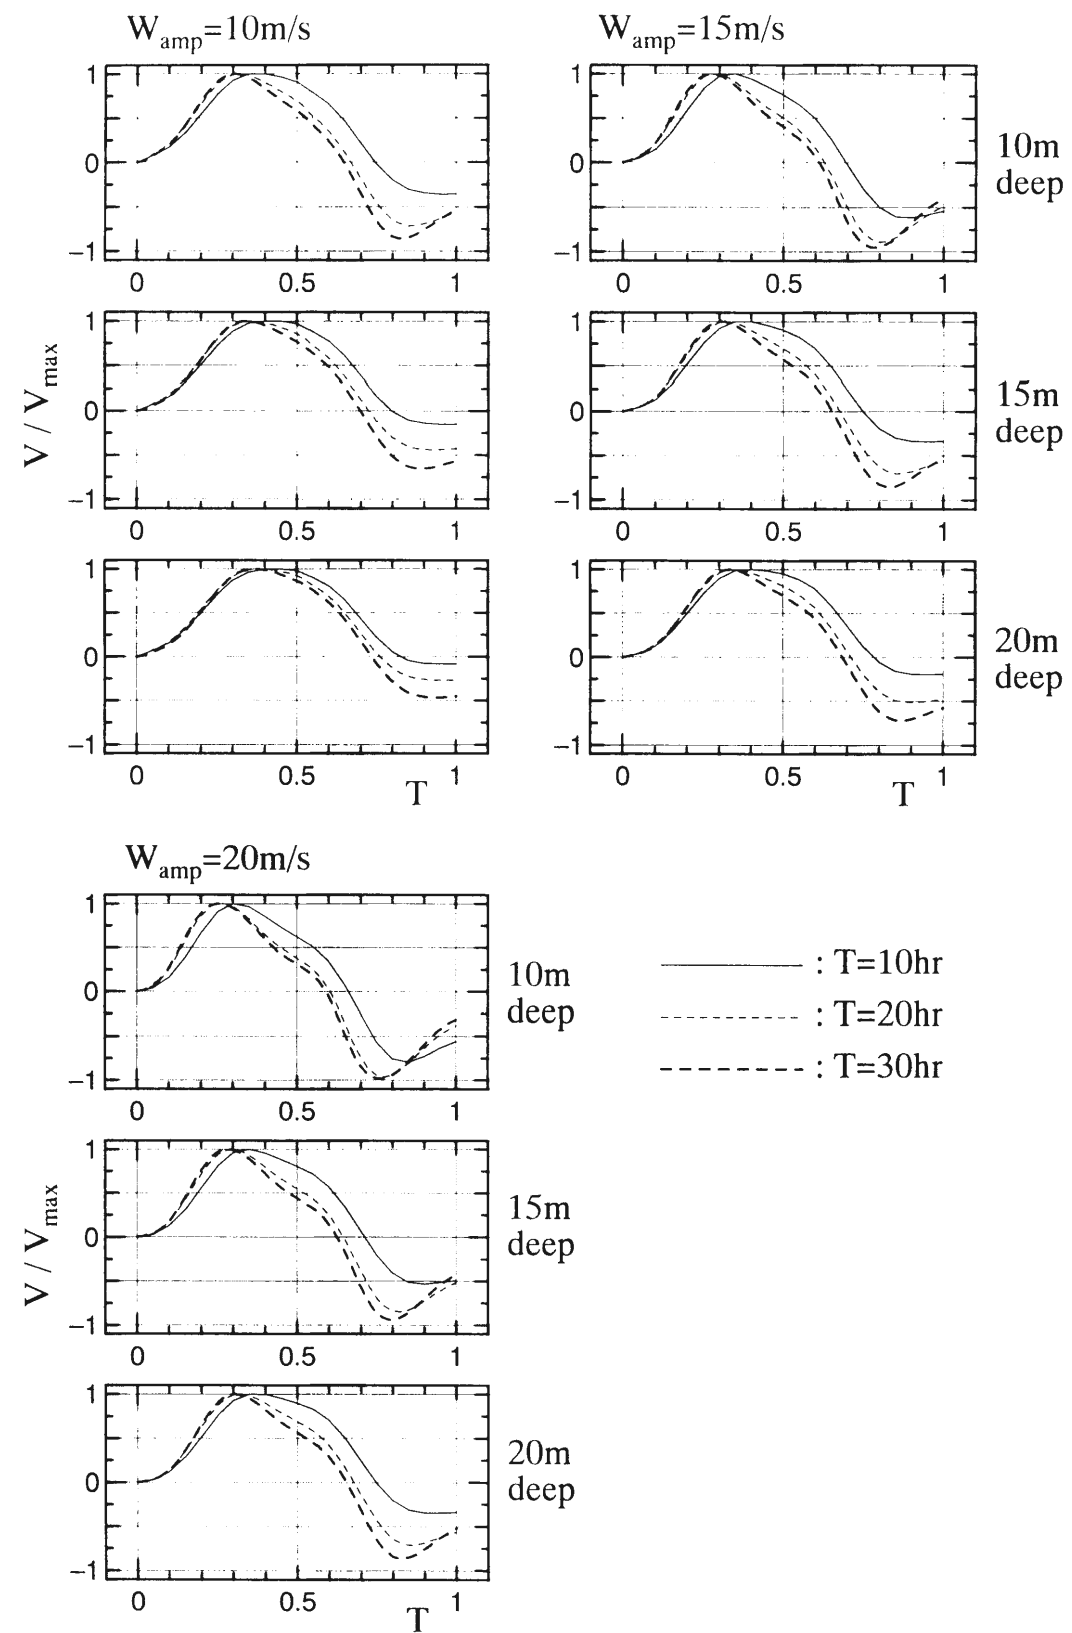 W_amp=10m/s
W_amp=15m/s
1
0
−1
0 0.5 1
1
0
−1
0 0.5 1
10m
deep
V / V_max
1
0
−1
0 0.5 1
1
0
−1
0 0.5 1
15m
deep
1
0
−1
0 0.5 1
T
1
0
−1
0 0.5 1
T
20m
deep
W_amp=20m/s
1
0
−1
0 0.5 1
10m
deep
: T=10hr
: T=20hr
: T=30hr
V / V_max
1
0
−1
0 0.5 1
15m
deep
1
0
−1
0 0.5 1
T
20m
deep